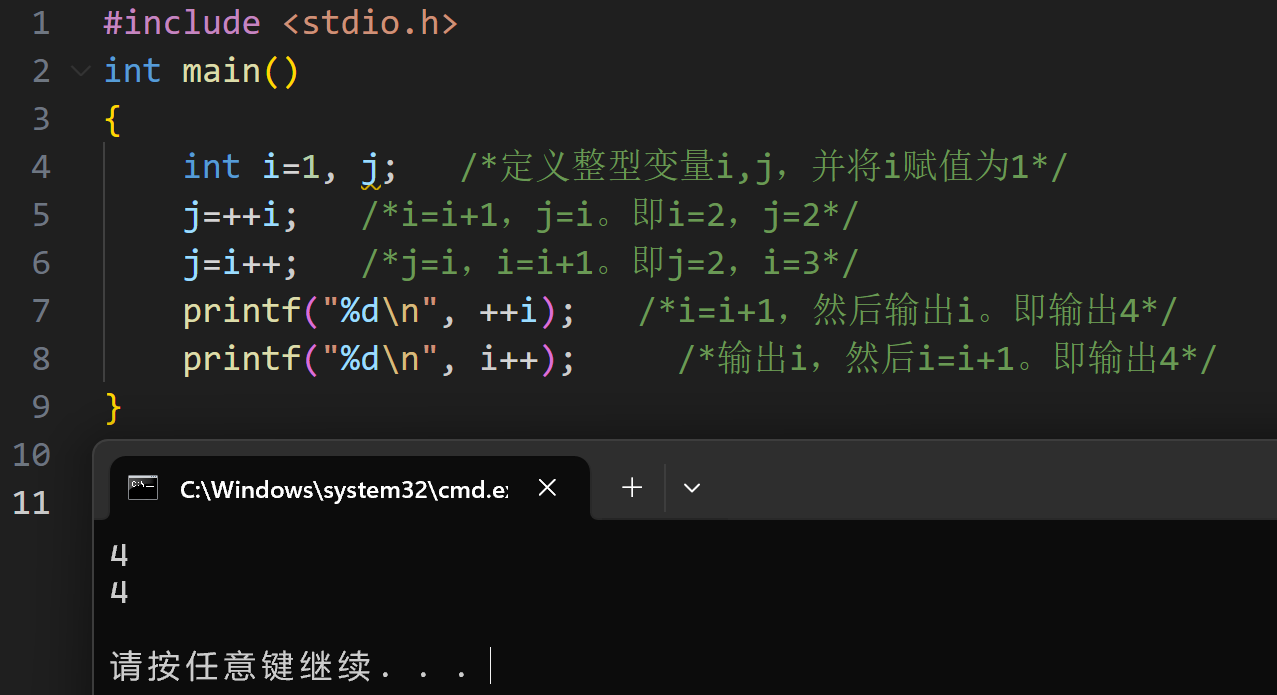 1 #include <stdio.h>
2 int main()
3 {
4 int i=1, j; /*定义整型变量i,j，并将i赋值为1*/
5 j=++i; /*i=i+1，j=i。即i=2，j=2*/
6 j=i++; /*j=i，i=i+1。即j=2，i=3*/
7 printf("%d\n", ++i); /*i=i+1，然后输出i。即输出4*/
8 printf("%d\n", i++); /*输出i，然后i=i+1。即输出4*/
9 }
10
11
C:\Windows\system32\cmd.e
4
4
请按任意键继续. . .